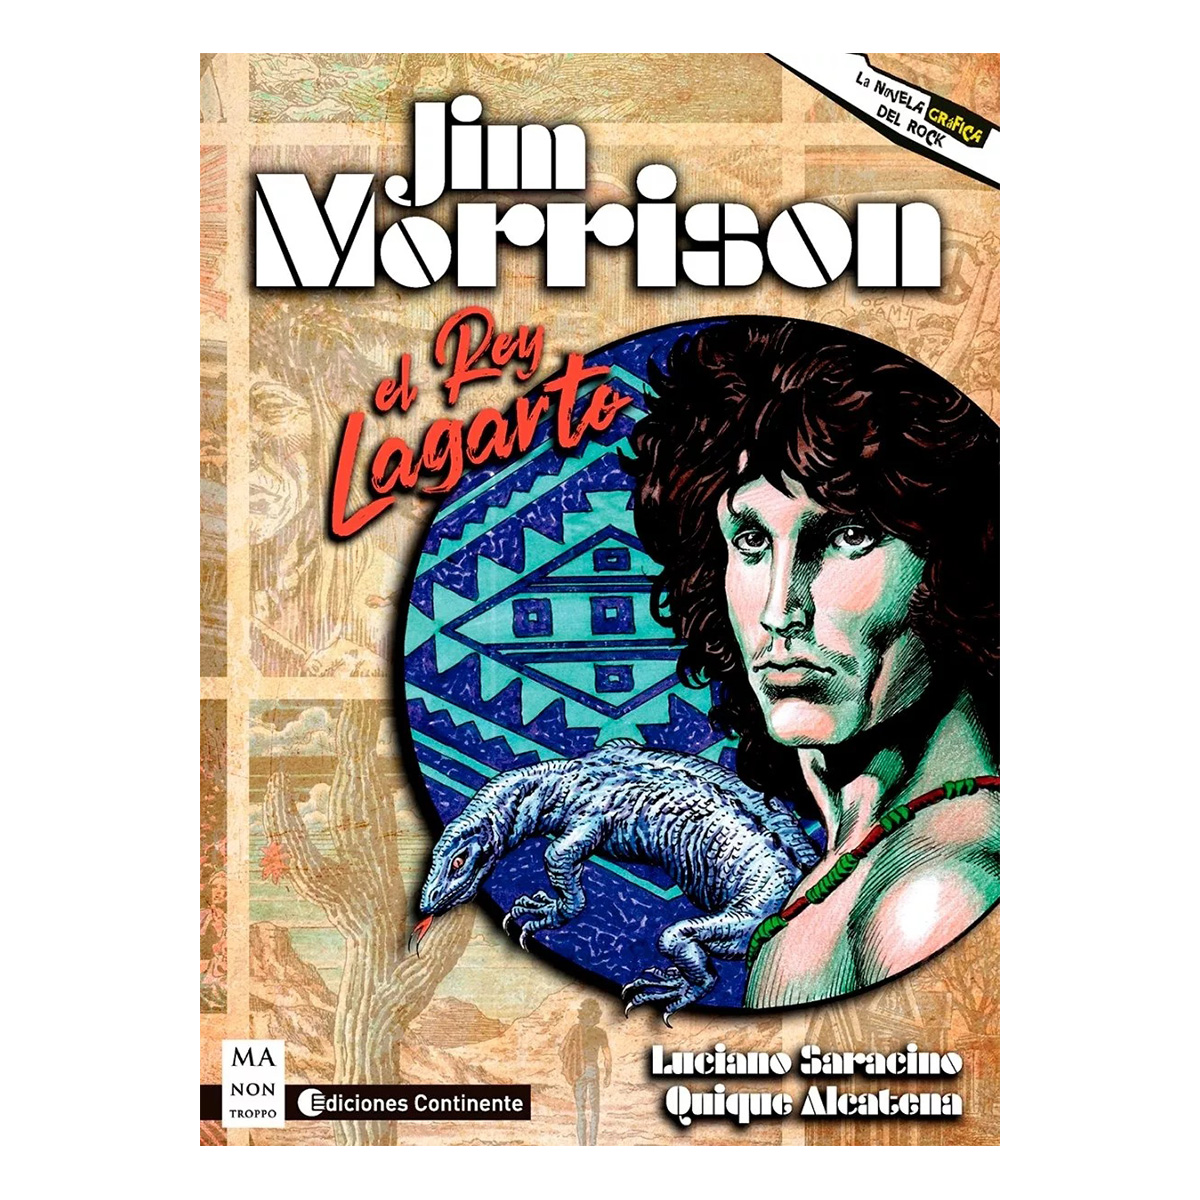 La Novela Gráfica
del Rock
Jim
Morrison
el Rey
Lagarto
Luciano Saracino
Quique Alcatena
MA
NON
TROPPO
Ediciones Continente